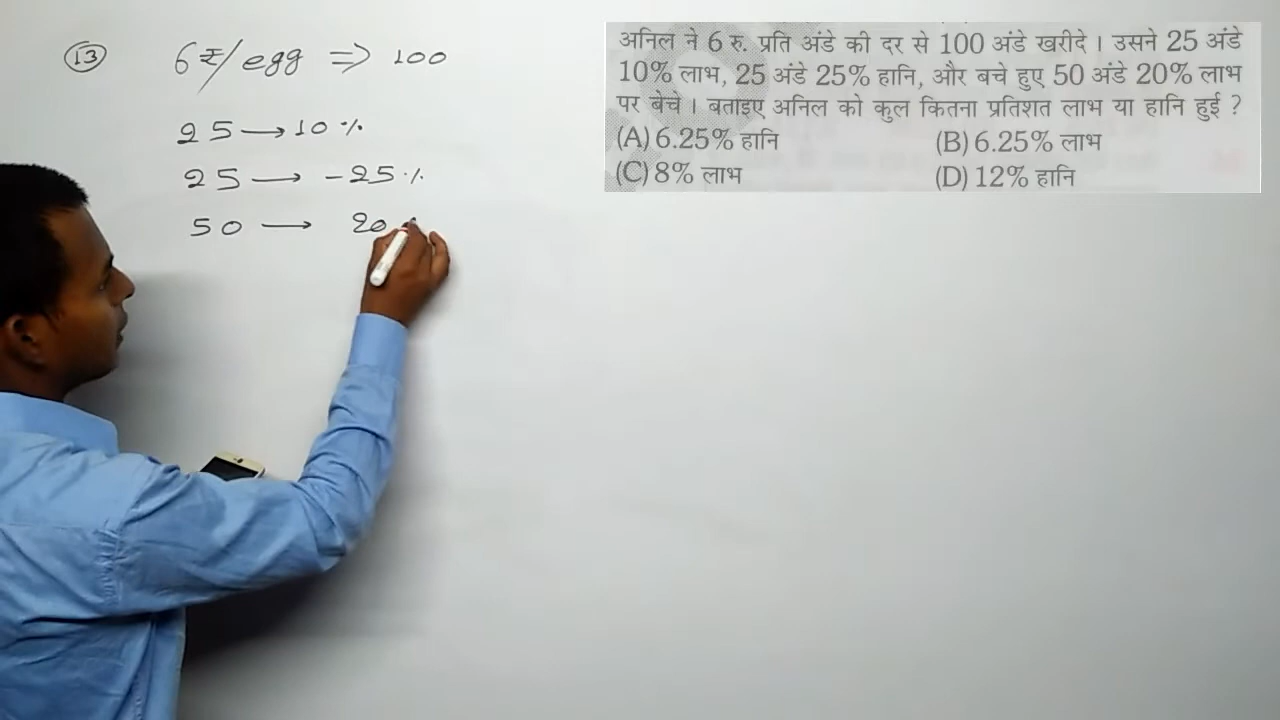 13 6₹/egg => 100
25 → 10%
25 → -25%
50 → 20
अनिल ने 6 रु. प्रति अंडे की दर से 100 अंडे खरीदे । उसने 25 अंडे
10% लाभ, 25 अंडे 25% हानि, और बचे हुए 50 अंडे 20% लाभ
पर बेचे । बताइए अनिल को कुल कितना प्रतिशत लाभ या हानि हुई ?
(A) 6.25% हानि (B) 6.25% लाभ
(C) 8% लाभ (D) 12% हानि